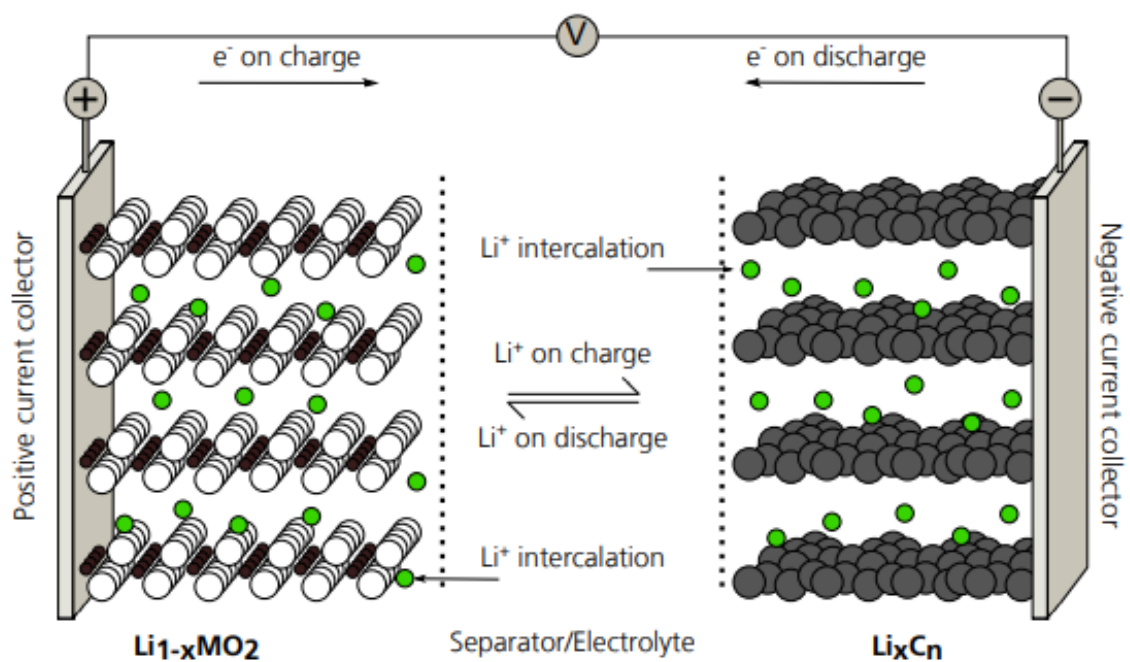 V
e- on charge
e- on discharge
+
−
Positive current collector
Li+ intercalation
Li+ on charge
Li+ on discharge
Li+ intercalation
Negative current collector
Li1-xMO2
Separator/Electrolyte
LixCn